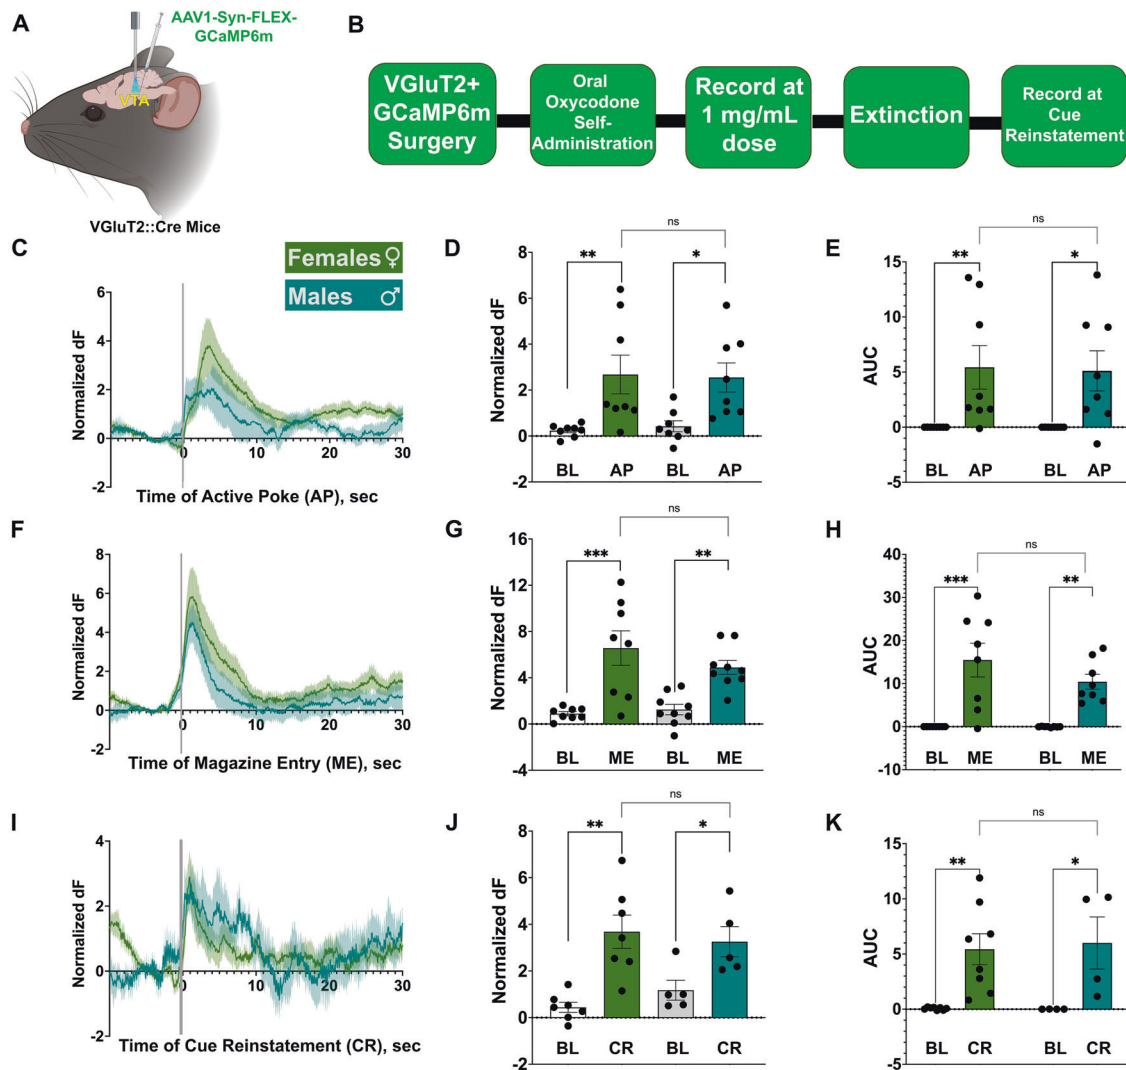 A
AAV1-Syn-FLEX-
GCaMP6m
VTA
VGluT2::Cre Mice
B
VGluT2+
GCaMP6m
Surgery
Oral
Oxycodone
Self-
Administration
Record at
1 mg/mL
dose
Extinction
Record at
Cue
Reinstatement
C
Females♀
Males ♂
Normalized dF
6
4
2
0
-2
0 10 20 30
Time of Active Poke (AP), sec
D
ns
** *
Normalized dF
8
6
4
2
0
-2
BL AP BL AP
E
ns
** *
AUC
15
10
5
0
-5
BL AP BL AP
F
Normalized dF
8
6
4
2
0
-2
0 10 20 30
Time of Magazine Entry (ME), sec
G
ns
*** **
Normalized dF
16
12
8
4
0
-4
BL ME BL ME
H
ns
*** **
AUC
40
30
20
10
0
-10
BL ME BL ME
I
Normalized dF
4
2
0
-2
0 10 20 30
Time of Cue Reinstatement (CR), sec
J
ns
** *
Normalized dF
8
6
4
2
0
-2
BL CR BL CR
K
ns
** *
AUC
15
10
5
0
-5
BL CR BL CR